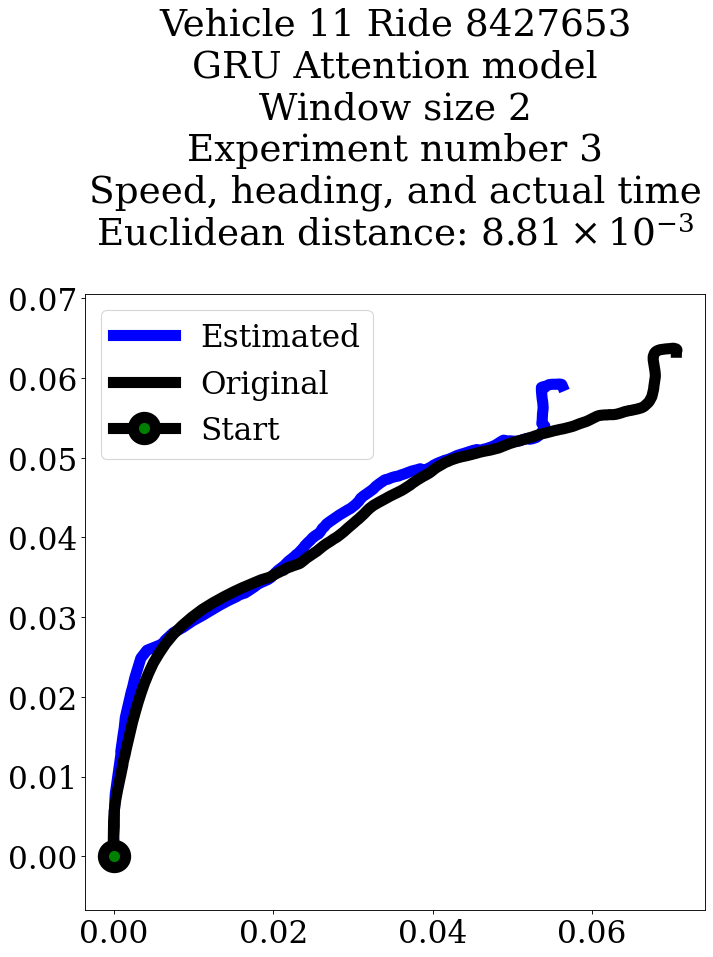 Vehicle 11 Ride 8427653
GRU Attention model
Window size 2
Experiment number 3
Speed, heading, and actual time
Euclidean distance: 8.81 × 10⁻³
0.07
0.06
0.05
0.04
0.03
0.02
0.01
0.00
Estimated
Original
Start
0.00 0.02 0.04 0.06